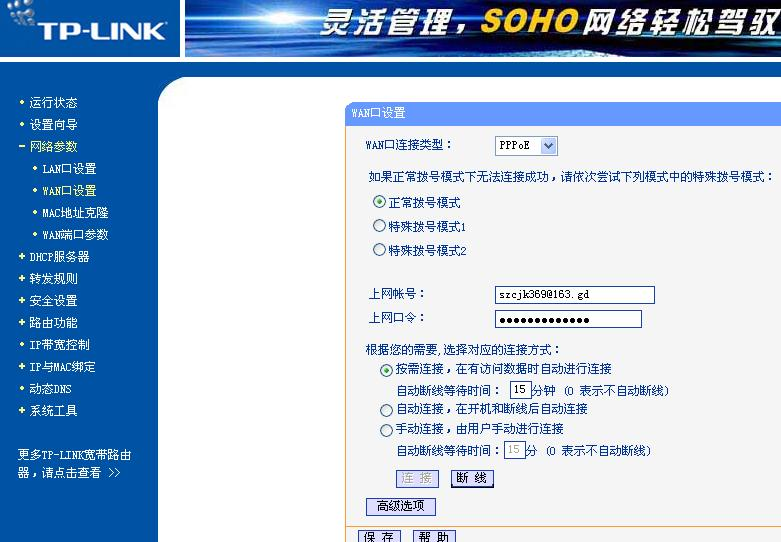 TP-LINK®
灵活管理，SOHO网络轻松驾驭
运行状态
设置向导
网络参数
LAN口设置
WAN口设置
MAC地址克隆
WAN端口参数
DHCP服务器
转发规则
安全设置
路由功能
IP带宽控制
IP与MAC绑定
动态DNS
系统工具
更多TP-LINK宽带路由
器，请点击查看 >>
WAN口设置
WAN口连接类型： PPPoE
如果正常拨号模式下无法连接成功，请依次尝试下列模式中的特殊拨号模式：
正常拨号模式
特殊拨号模式1
特殊拨号模式2
上网帐号： szcjk369@163.gd
上网口令： ●●●●●●●●●●●●●
根据您的需要,选择对应的连接方式：
按需连接，在有访问数据时自动进行连接
自动断线等待时间： 15 分钟（0 表示不自动断线）
自动连接，在开机和断线后自动连接
手动连接，由用户手动进行连接
自动断线等待时间：15 分（0 表示不自动断线）
连 接 断 线
高级选项
保 存 帮 助